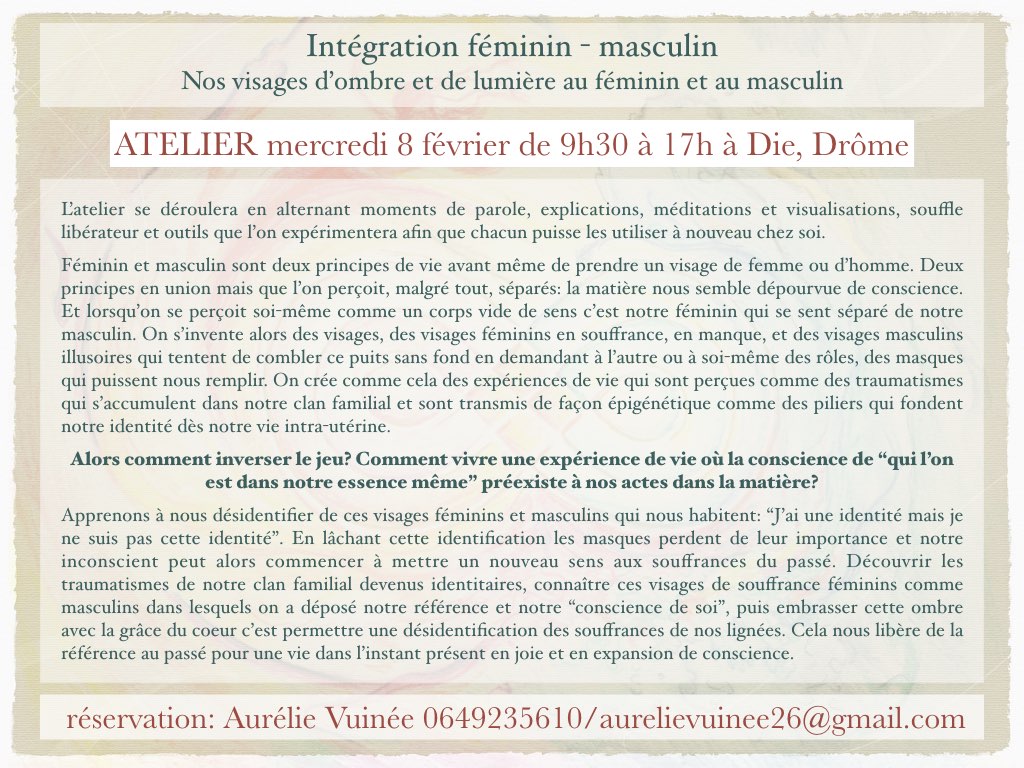 Intégration féminin - masculin
Nos visages d’ombre et de lumière au féminin et au masculin
ATELIER mercredi 8 février de 9h30 à 17h à Die, Drôme
L’atelier se déroulera en alternant moments de parole, explications, méditations et visualisations, souffle
libérateur et outils que l’on expérimentera afin que chacun puisse les utiliser à nouveau chez soi.
Féminin et masculin sont deux principes de vie avant même de prendre un visage de femme ou d’homme. Deux
principes en union mais que l’on perçoit, malgré tout, séparés: la matière nous semble dépourvue de conscience.
Et lorsqu’on se perçoit soi-même comme un corps vide de sens c’est notre féminin qui se sent séparé de notre
masculin. On s’invente alors des visages, des visages féminins en souffrance, en manque, et des visages masculins
illusoires qui tentent de combler ce puits sans fond en demandant à l’autre ou à soi-même des rôles, des masques
qui puissent nous remplir. On crée comme cela des expériences de vie qui sont perçues comme des traumatismes
qui s’accumulent dans notre clan familial et sont transmis de façon épigénétique comme des piliers qui fondent
notre identité dès notre vie intra-utérine.
Alors comment inverser le jeu? Comment vivre une expérience de vie où la conscience de “qui l’on
est dans notre essence même” préexiste à nos actes dans la matière?
Apprenons à nous désidentifier de ces visages féminins et masculins qui nous habitent: “J’ai une identité mais je
ne suis pas cette identité”. En lâchant cette identification les masques perdent de leur importance et notre
inconscient peut alors commencer à mettre un nouveau sens aux souffrances du passé. Découvrir les
traumatismes de notre clan familial devenus identitaires, connaître ces visages de souffrance féminins comme
masculins dans lesquels on a déposé notre référence et notre “conscience de soi”, puis embrasser cette ombre
avec la grâce du coeur c’est permettre une désidentification des souffrances de nos lignées. Cela nous libère de la
référence au passé pour une vie dans l’instant présent en joie et en expansion de conscience.
réservation: Aurélie Vuinée 0649235610/aurelievuinee26@gmail.com